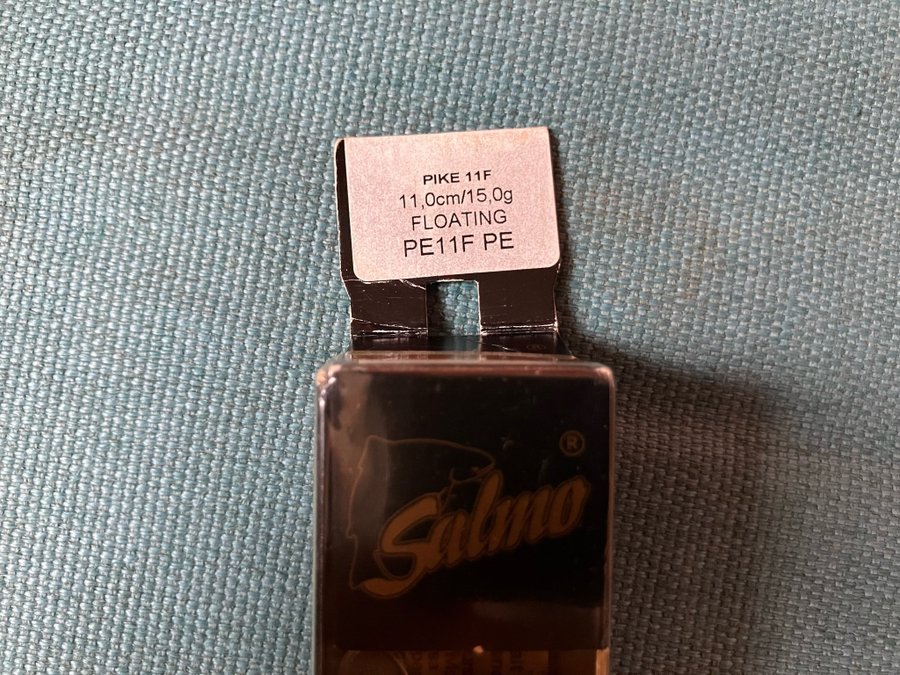 PIKE 11F
11,0cm/15,0g
FLOATING
PE11F PE
®
Salmo